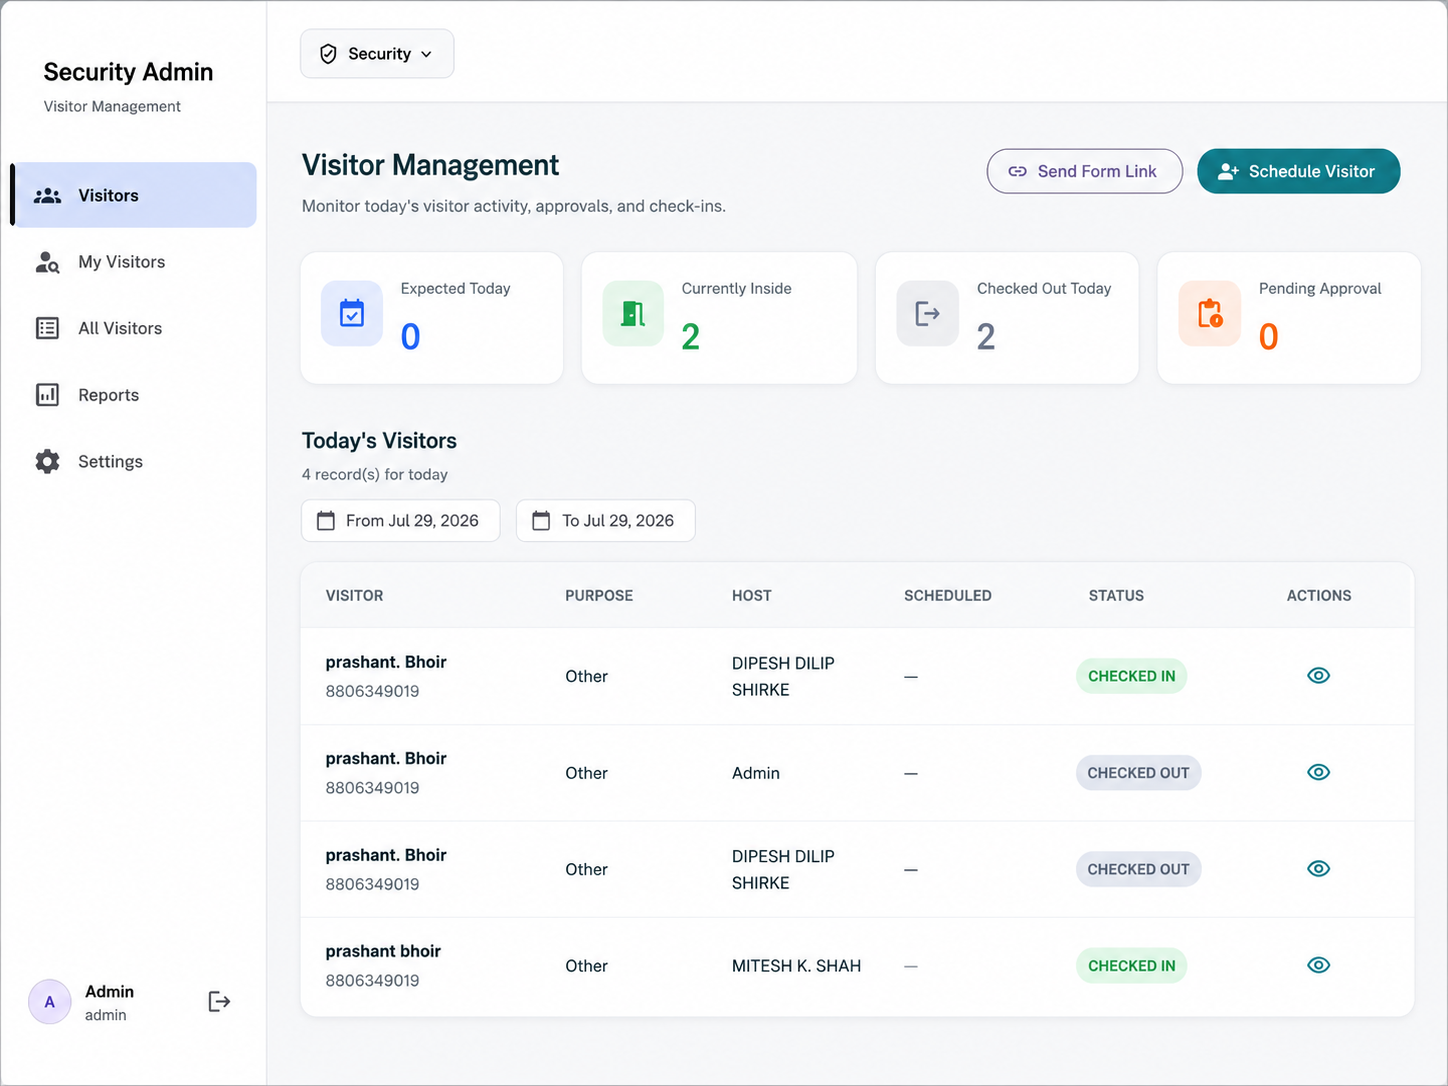 Security Admin
Visitor Management
Visitors
My Visitors
All Visitors
Reports
Settings
A
Admin
admin
Security
Visitor Management
Monitor today's visitor activity, approvals, and check-ins.
Send Form Link
Schedule Visitor
Expected Today
0
Currently Inside
2
Checked Out Today
2
Pending Approval
0
Today's Visitors
4 record(s) for today
From Jul 29, 2026
To Jul 29, 2026
VISITOR PURPOSE HOST SCHEDULED STATUS ACTIONS
prashant. Bhoir
8806349019
Other
DIPESH DILIP
SHIRKE
—
CHECKED IN
prashant. Bhoir
8806349019
Other
Admin
—
CHECKED OUT
prashant. Bhoir
8806349019
Other
DIPESH DILIP
SHIRKE
—
CHECKED OUT
prashant bhoir
8806349019
Other
MITESH K. SHAH
—
CHECKED IN